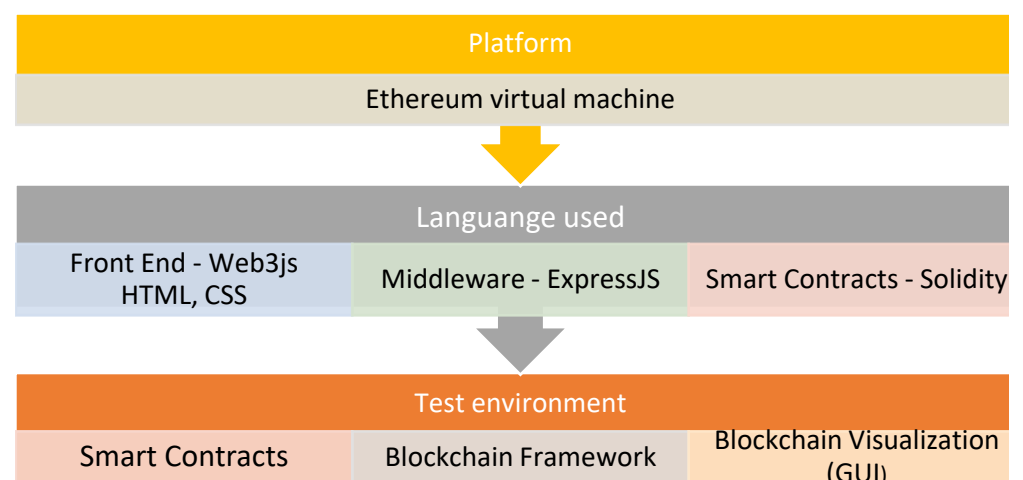 Platform
Ethereum virtual machine
Languange used
Front End - Web3js
HTML, CSS
Middleware - ExpressJS
Smart Contracts - Solidity
Test environment
Smart Contracts
Blockchain Framework
Blockchain Visualization
(GUI)